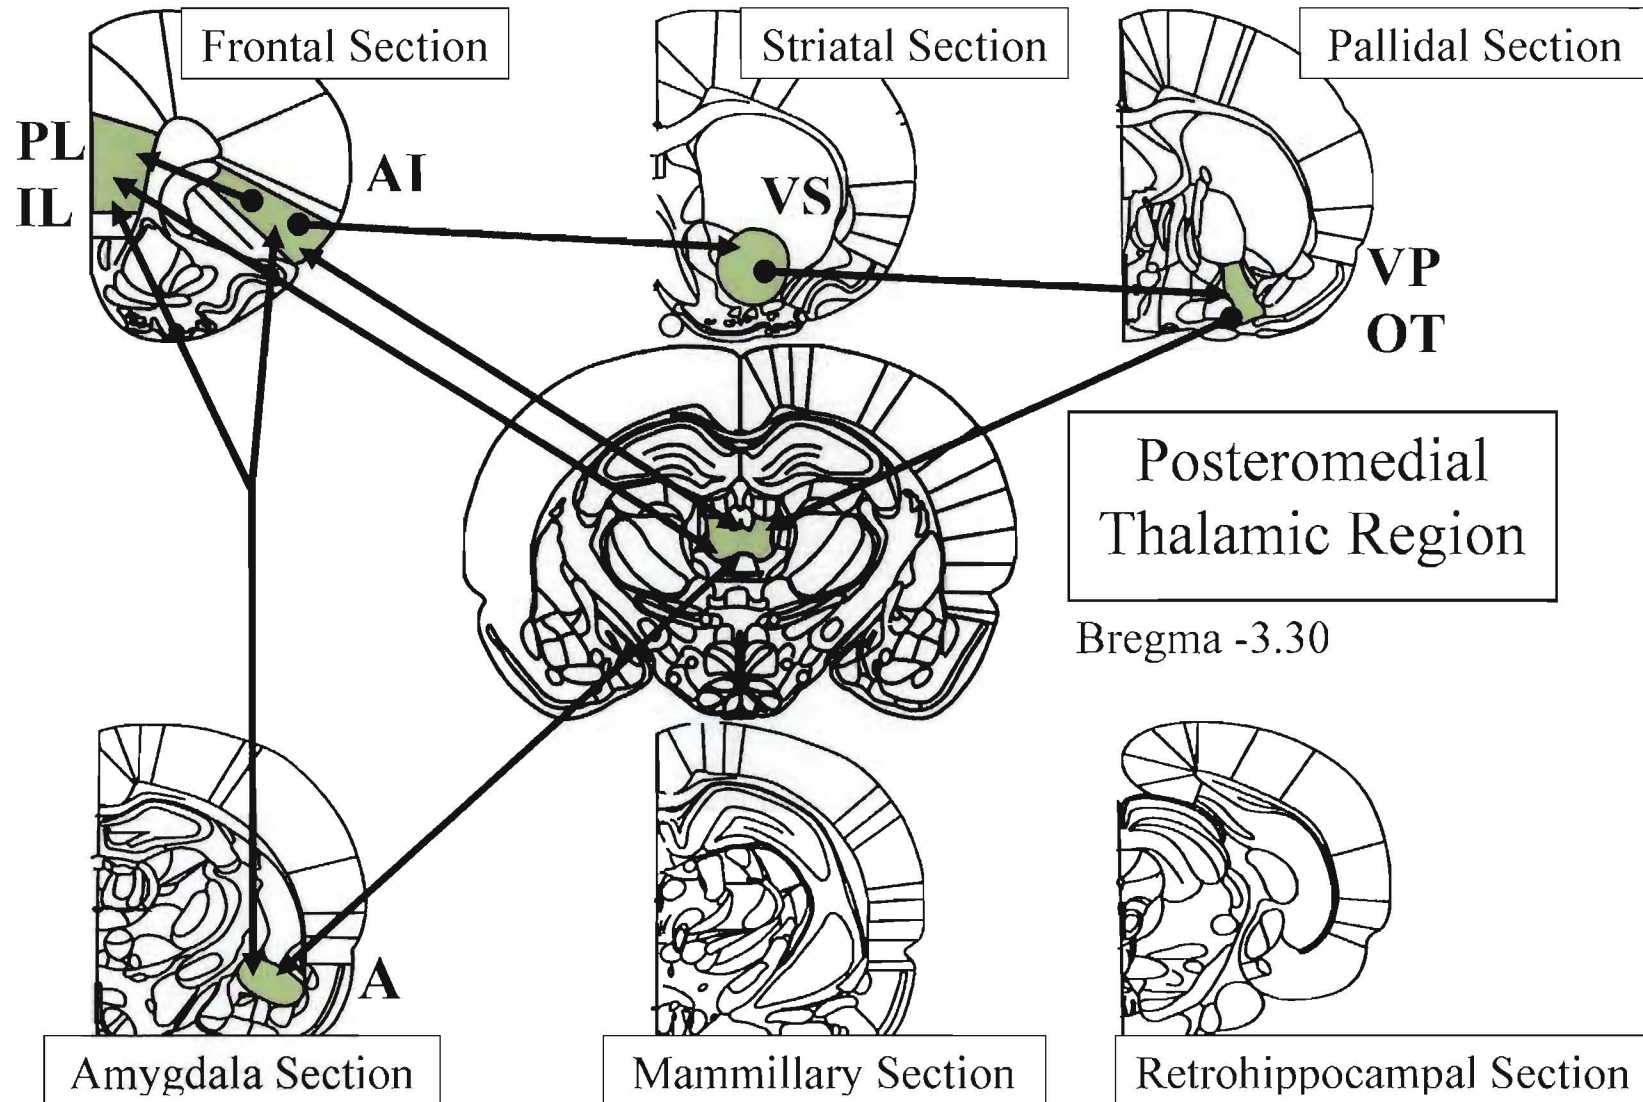 Frontal Section
Striatal Section
Pallidal Section
PL
IL
AI
VS
VP
OT
Posteromedial
Thalamic Region
Bregma -3.30
A
Amygdala Section
Mammillary Section
Retrohippocampal Section